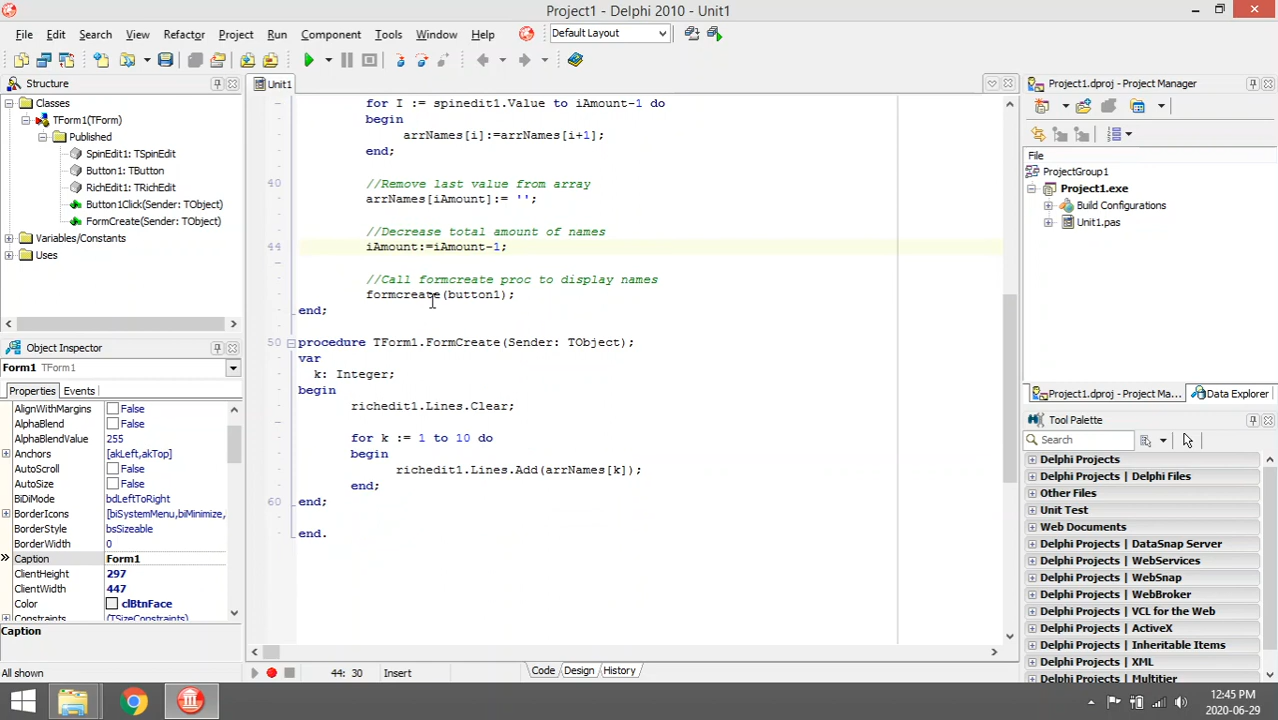 Project1 - Delphi 2010 - Unit1
File Edit Search View Refactor Project Run Component Tools Window Help
Default Layout
Structure
Classes
TForm1(TForm)
Published
SpinEdit1: TSpinEdit
Button1: TButton
RichEdit1: TRichEdit
Button1Click(Sender: TObject)
FormCreate(Sender: TObject)
Variables/Constants
Uses
Object Inspector
Form1 TForm1
Properties Events
AlignWithMargins False
AlphaBlend False
AlphaBlendValue 255
Anchors [akLeft,akTop]
AutoScroll False
AutoSize False
BiDiMode bdLeftToRight
BorderIcons [biSystemMenu,biMinimize,
BorderStyle bsSizeable
BorderWidth 0
Caption Form1
ClientHeight 297
ClientWidth 447
Color clBtnFace
Constraints (TSizeConstraints)
Caption
All shown
Unit1
for I := spinedit1.Value to iAmount-1 do
begin
arrNames[i]:=arrNames[i+1];
end;
40 //Remove last value from array
arrNames[iAmount]:= '';
//Decrease total amount of names
44 iAmount:=iAmount-1;
//Call formcreate proc to display names
formcreate(button1);
end;
50 procedure TForm1.FormCreate(Sender: TObject);
var
k: Integer;
begin
richedit1.Lines.Clear;
for k := 1 to 10 do
begin
richedit1.Lines.Add(arrNames[k]);
end;
60 end;
end.
44: 30 Insert
Code Design History
Project1.dproj - Project Manager
File
ProjectGroup1
Project1.exe
Build Configurations
Unit1.pas
Project1.dproj - Project Ma...
Data Explorer
Tool Palette
Search
Delphi Projects
Delphi Projects | Delphi Files
Other Files
Unit Test
Web Documents
Delphi Projects | DataSnap Server
Delphi Projects | WebServices
Delphi Projects | WebSnap
Delphi Projects | WebBroker
Delphi Projects | VCL for the Web
Delphi Projects | ActiveX
Delphi Projects | Inheritable Items
Delphi Projects | XML
Delphi Projects | Multitier
12:45 PM
2020-06-29